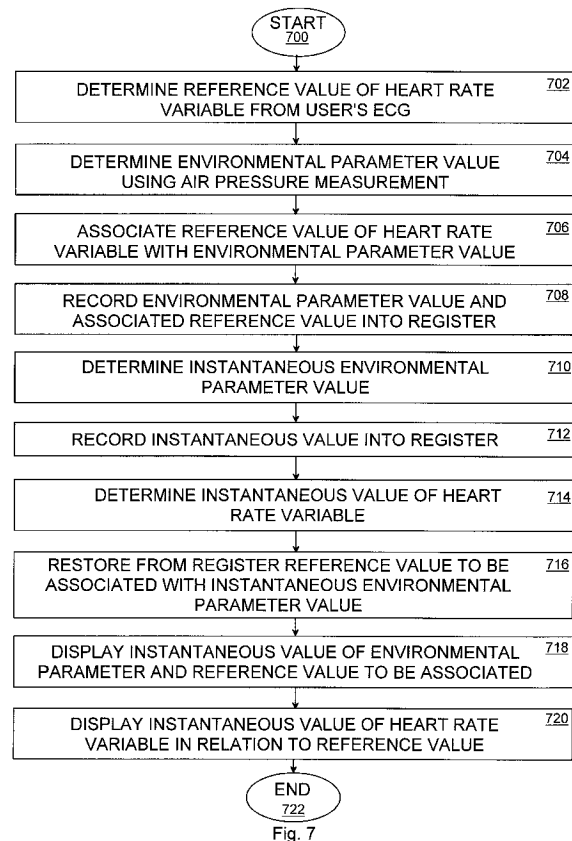 START
700
702
DETERMINE REFERENCE VALUE OF HEART RATE
VARIABLE FROM USER'S ECG
704
DETERMINE ENVIRONMENTAL PARAMETER VALUE
USING AIR PRESSURE MEASUREMENT
706
ASSOCIATE REFERENCE VALUE OF HEART RATE
VARIABLE WITH ENVIRONMENTAL PARAMETER VALUE
708
RECORD ENVIRONMENTAL PARAMETER VALUE AND
ASSOCIATED REFERENCE VALUE INTO REGISTER
710
DETERMINE INSTANTANEOUS ENVIRONMENTAL
PARAMETER VALUE
712
RECORD INSTANTANEOUS VALUE INTO REGISTER
714
DETERMINE INSTANTANEOUS VALUE OF HEART
RATE VARIABLE
716
RESTORE FROM REGISTER REFERENCE VALUE TO BE
ASSOCIATED WITH INSTANTANEOUS ENVIRONMENTAL
PARAMETER VALUE
718
DISPLAY INSTANTANEOUS VALUE OF ENVIRONMENTAL
PARAMETER AND REFERENCE VALUE TO BE ASSOCIATED
720
DISPLAY INSTANTANEOUS VALUE OF HEART RATE
VARIABLE IN RELATION TO REFERENCE VALUE
END
722
Fig. 7